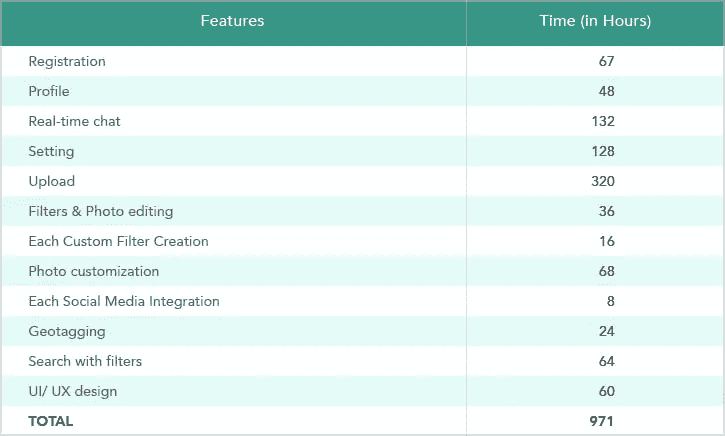 Features Time (in Hours)
Registration 67
Profile 48
Real-time chat 132
Setting 128
Upload 320
Filters & Photo editing 36
Each Custom Filter Creation 16
Photo customization 68
Each Social Media Integration 8
Geotagging 24
Search with filters 64
UI/ UX design 60
TOTAL 971